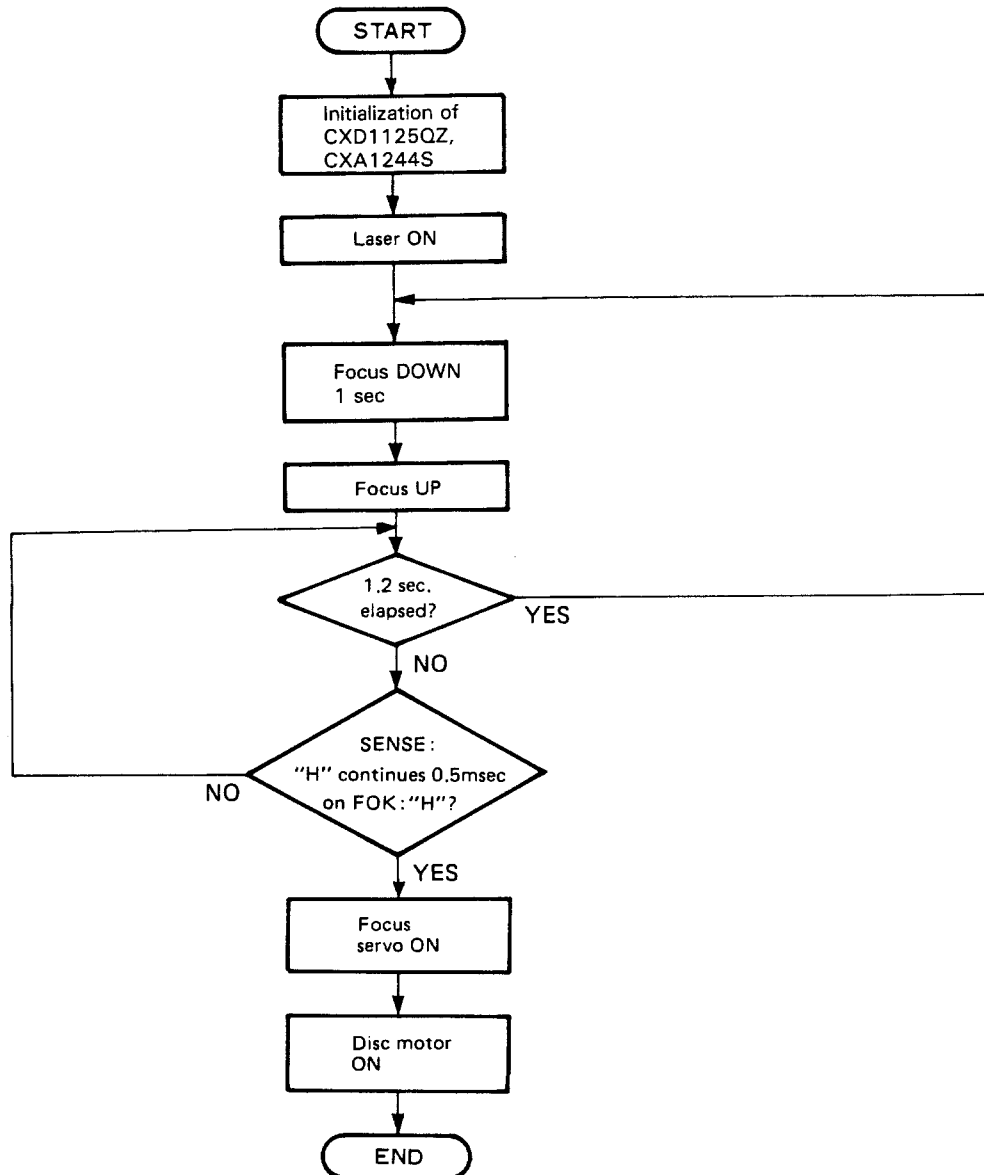 START
Initialization of
CXD1125QZ,
CXA1244S
Laser ON
Focus DOWN
1 sec
Focus UP
1.2 sec.
elapsed?
YES
NO
SENSE:
"H" continues 0.5msec
on FOK:"H"?
NO
YES
Focus
servo ON
Disc motor
ON
END